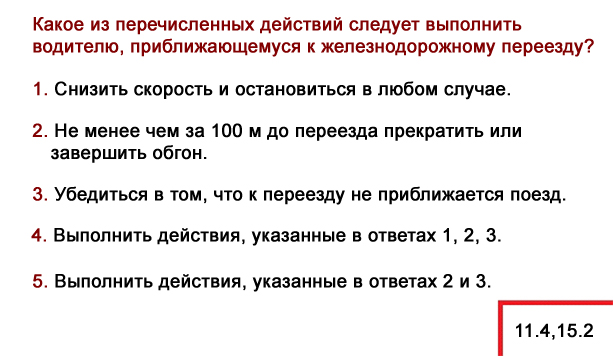 Какое из перечисленных действий следует выполнить
водителю, приближающемуся к железнодорожному переезду?
1. Снизить скорость и остановиться в любом случае.
2. Не менее чем за 100 м до переезда прекратить или
завершить обгон.
3. Убедиться в том, что к переезду не приближается поезд.
4. Выполнить действия, указанные в ответах 1, 2, 3.
5. Выполнить действия, указанные в ответах 2 и 3.
11.4,15.2